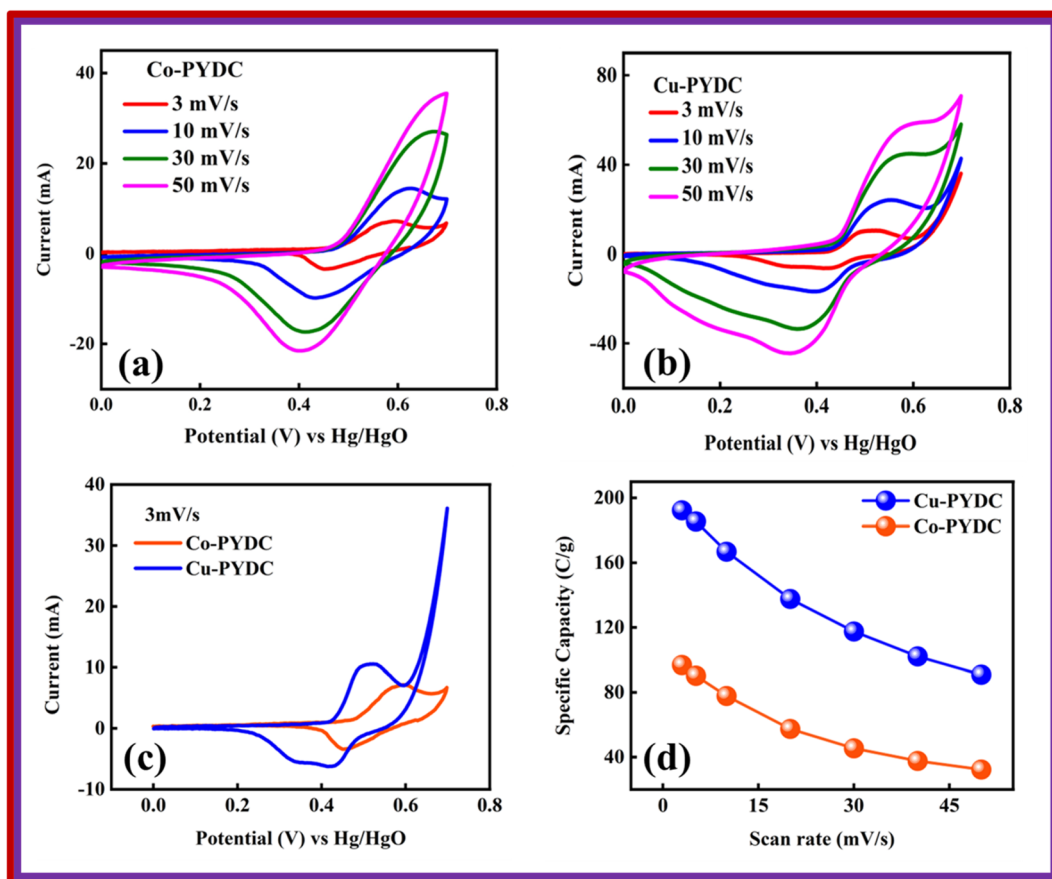 Co-PYDC
3 mV/s
10 mV/s
30 mV/s
50 mV/s
Current (mA)
40
20
0
-20
0.0 0.2 0.4 0.6 0.8
Potential (V) vs Hg/HgO
(a)
Cu-PYDC
3 mV/s
10 mV/s
30 mV/s
50 mV/s
Current (mA)
80
40
0
-40
0.0 0.2 0.4 0.6 0.8
Potential (V) vs Hg/HgO
(b)
3mV/s
Co-PYDC
Cu-PYDC
Current (mA)
40
30
20
10
0
-10
0.0 0.2 0.4 0.6 0.8
Potential (V) vs Hg/HgO
(c)
Cu-PYDC
Co-PYDC
Specific Capacity (C/g)
200
160
120
80
40
0 15 30 45
Scan rate (mV/s)
(d)